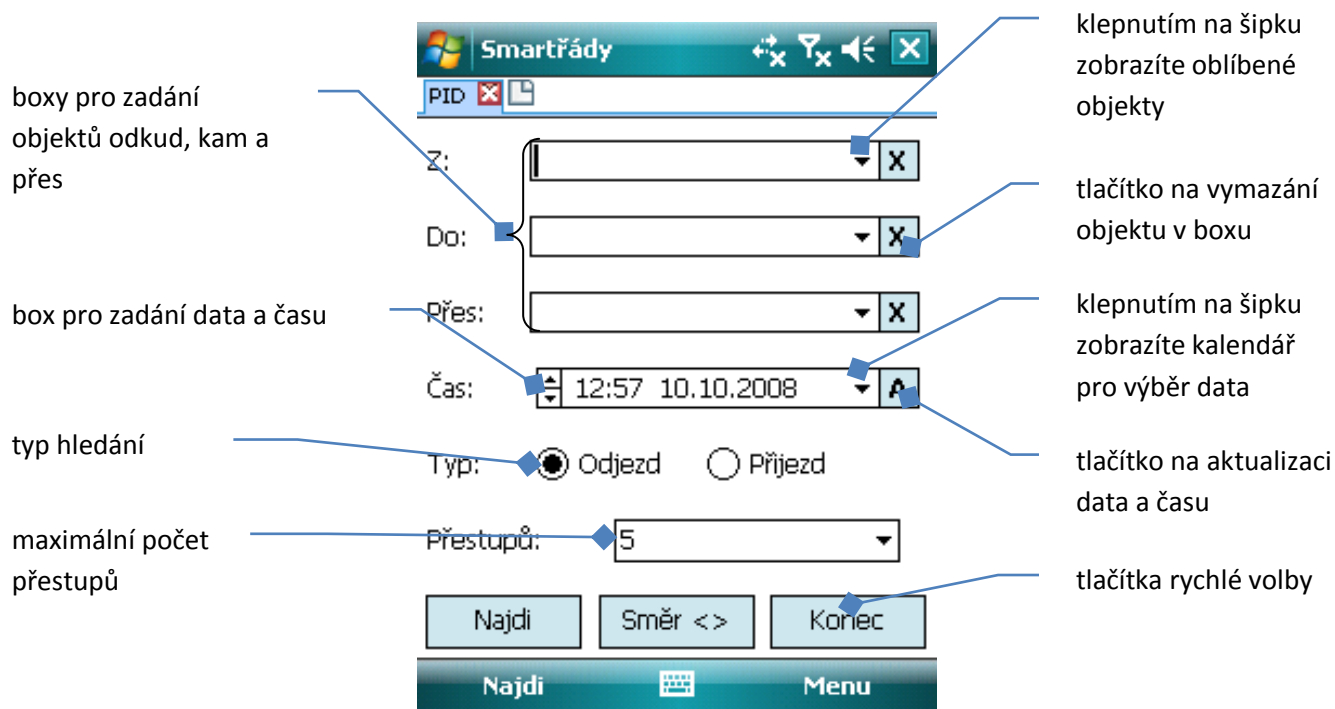 boxy pro zadání
objektů odkud, kam a
přes
box pro zadání data a času
typ hledání
maximální počet
přestupů
Smartřády
PID
Z:
X
Do:
X
Přes:
X
Čas:
12:57 10.10.2008
A
Typ:
Odjezd
Příjezd
Přestupů:
5
Najdi
Směr <>
Konec
Najdi
Menu
klepnutím na šipku
zobrazíte oblíbené
objekty
tlačítko na vymazání
objektu v boxu
klepnutím na šipku
zobrazíte kalendář
pro výběr data
tlačítko na aktualizaci
data a času
tlačítka rychlé volby